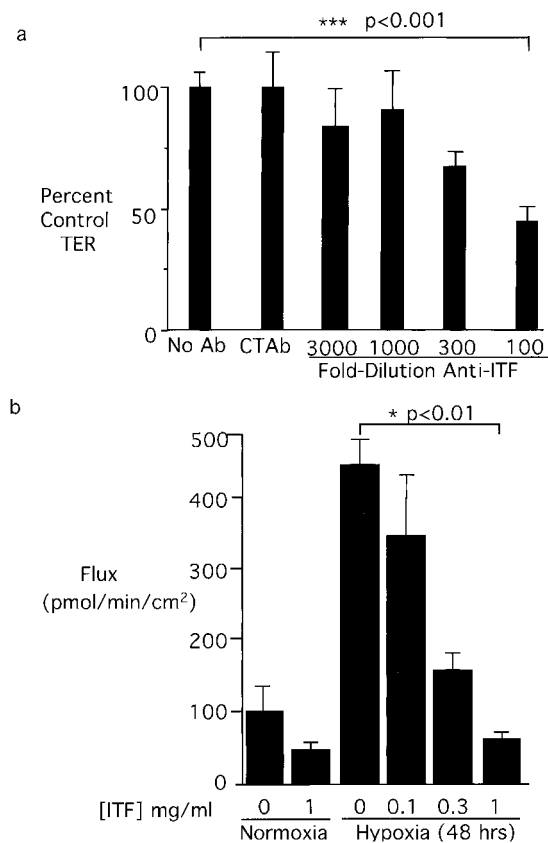 a
*** p<0.001
100
50
0
Percent
Control
TER
No Ab CTAb 3000 1000 300 100
Fold-Dilution Anti-ITF
b
* p<0.01
500
400
300
200
100
0
Flux
(pmol/min/cm²)
[ITF] mg/ml 0 1 0 0.1 0.3 1
Normoxia Hypoxia (48 hrs)